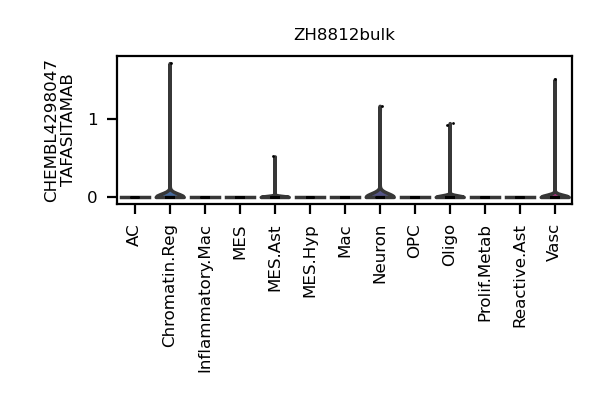 ZH8812bulk
CHEMBL4298047
TAFASITAMAB
1
0
AC
Chromatin.Reg
Inflammatory.Mac
MES
MES.Ast
MES.Hyp
Mac
Neuron
OPC
Oligo
Prolif.Metab
Reactive.Ast
Vasc